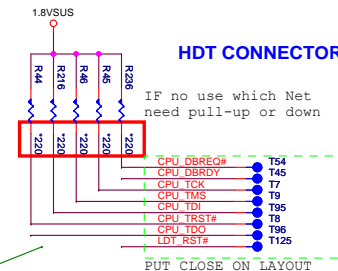 1.8VSUS
HDT CONNECTOR
R44 R216 R46 R45 R236
IF no use which Net
need pull-up or down
*220 *220 *220 *220 *220
CPU_DBREQ# T54
CPU_DBRDY T45
CPU_TCK T7
CPU_TMS T9
CPU_TDI T95
CPU_TRST# T8
CPU_TDO T96
LDT_RST# T125
PUT CLOSE ON LAYOUT